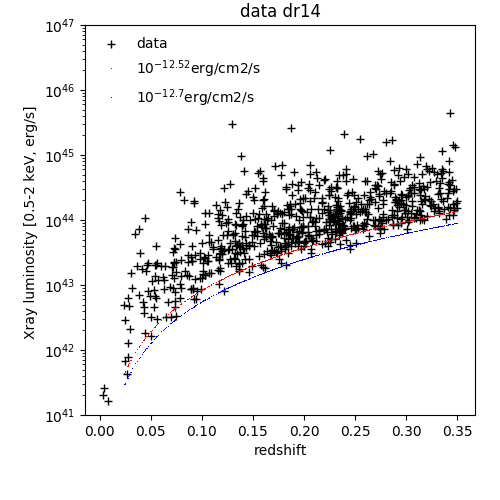 data dr14
data
10^{-12.52}erg/cm2/s
10^{-12.7}erg/cm2/s
Xray luminosity [0.5-2 keV, erg/s]
10^{47}
10^{46}
10^{45}
10^{44}
10^{43}
10^{42}
10^{41}
0.00 0.05 0.10 0.15 0.20 0.25 0.30 0.35
redshift